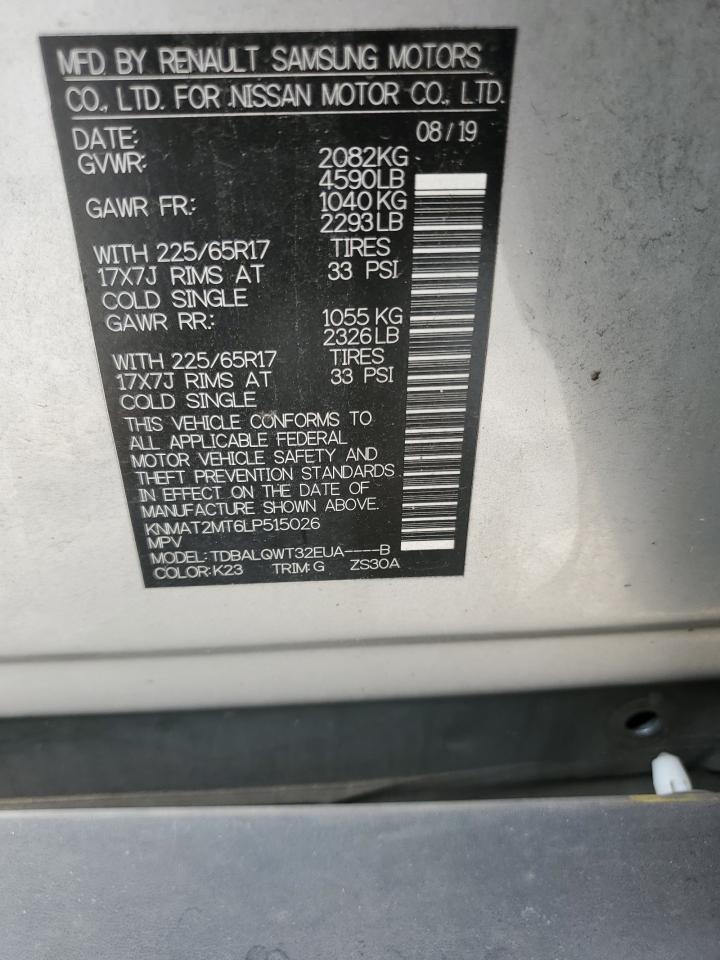 MFD. BY RENAULT SAMSUNG MOTORS
CO., LTD. FOR NISSAN MOTOR CO., LTD.
DATE: 08/19
GVWR: 2082KG
4590LB
GAWR FR.: 1040KG
2293LB
WITH 225/65R17 TIRES
17X7J RIMS AT 33 PSI
COLD SINGLE
GAWR RR.: 1055 KG
2326LB
WITH 225/65R17 TIRES
17X7J RIMS AT 33 PSI
COLD SINGLE
THIS VEHICLE CONFORMS TO
ALL APPLICABLE FEDERAL
MOTOR VEHICLE SAFETY AND
THEFT PREVENTION STANDARDS
IN EFFECT ON THE DATE OF
MANUFACTURE SHOWN ABOVE.
KNMAT2MT6LP515026
MPV
MODEL: TDBALQWT32EUA----B
COLOR: K23 TRIM: G ZS30A